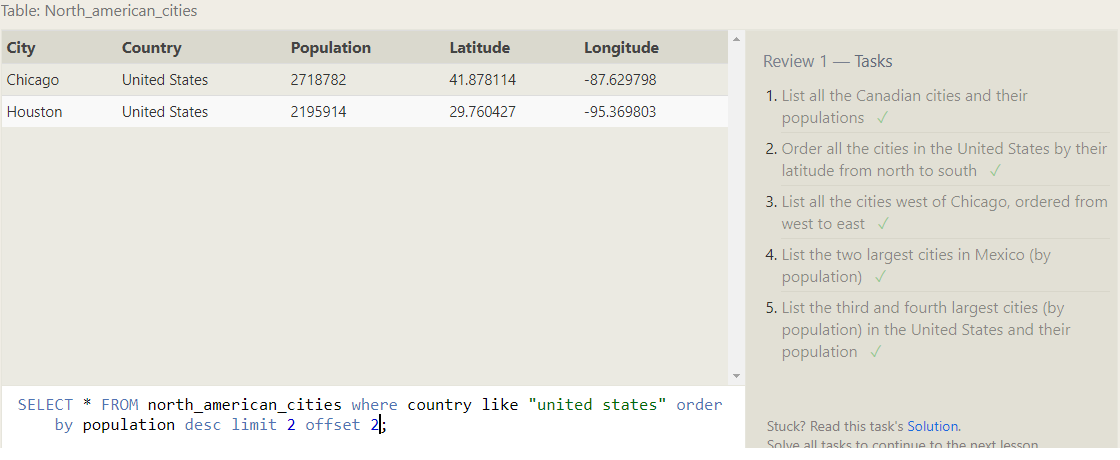 Table: North_american_cities
City Country Population Latitude Longitude
Chicago United States 2718782 41.878114 -87.629798
Houston United States 2195914 29.760427 -95.369803
Review 1 — Tasks
1. List all the Canadian cities and their
populations ✓
2. Order all the cities in the United States by their
latitude from north to south ✓
3. List all the cities west of Chicago, ordered from
west to east ✓
4. List the two largest cities in Mexico (by
population) ✓
5. List the third and fourth largest cities (by
population) in the United States and their
population ✓
SELECT * FROM north_american_cities where country like "united states" order
by population desc limit 2 offset 2;
Stuck? Read this task's Solution.
Solve all tasks to continue to the next lesson.